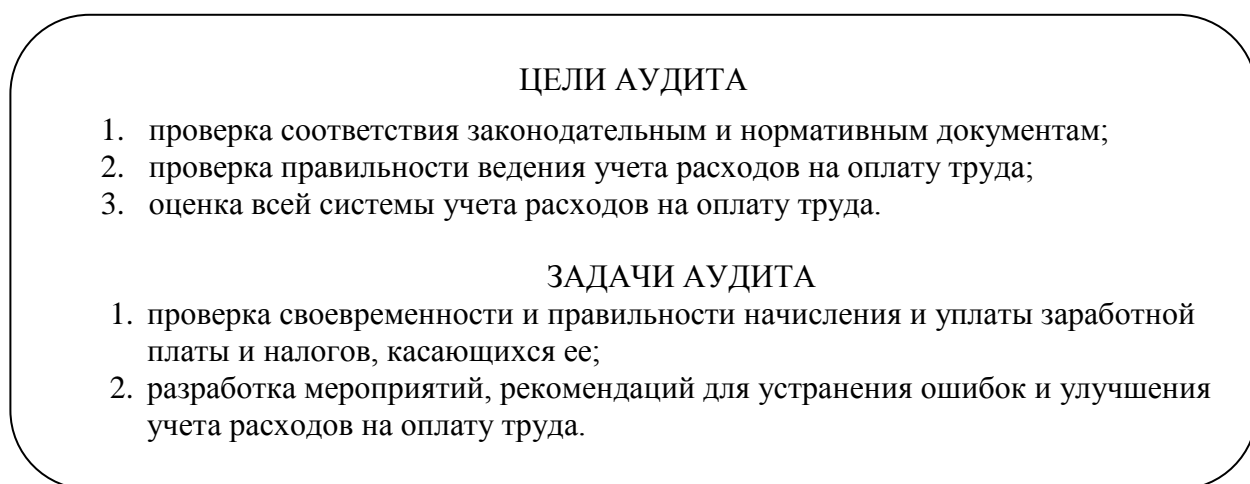 ЦЕЛИ АУДИТА
1. проверка соответствия законодательным и нормативным документам;
2. проверка правильности ведения учета расходов на оплату труда;
3. оценка всей системы учета расходов на оплату труда.
ЗАДАЧИ АУДИТА
1. проверка своевременности и правильности начисления и уплаты заработной
платы и налогов, касающихся ее;
2. разработка мероприятий, рекомендаций для устранения ошибок и улучшения
учета расходов на оплату труда.